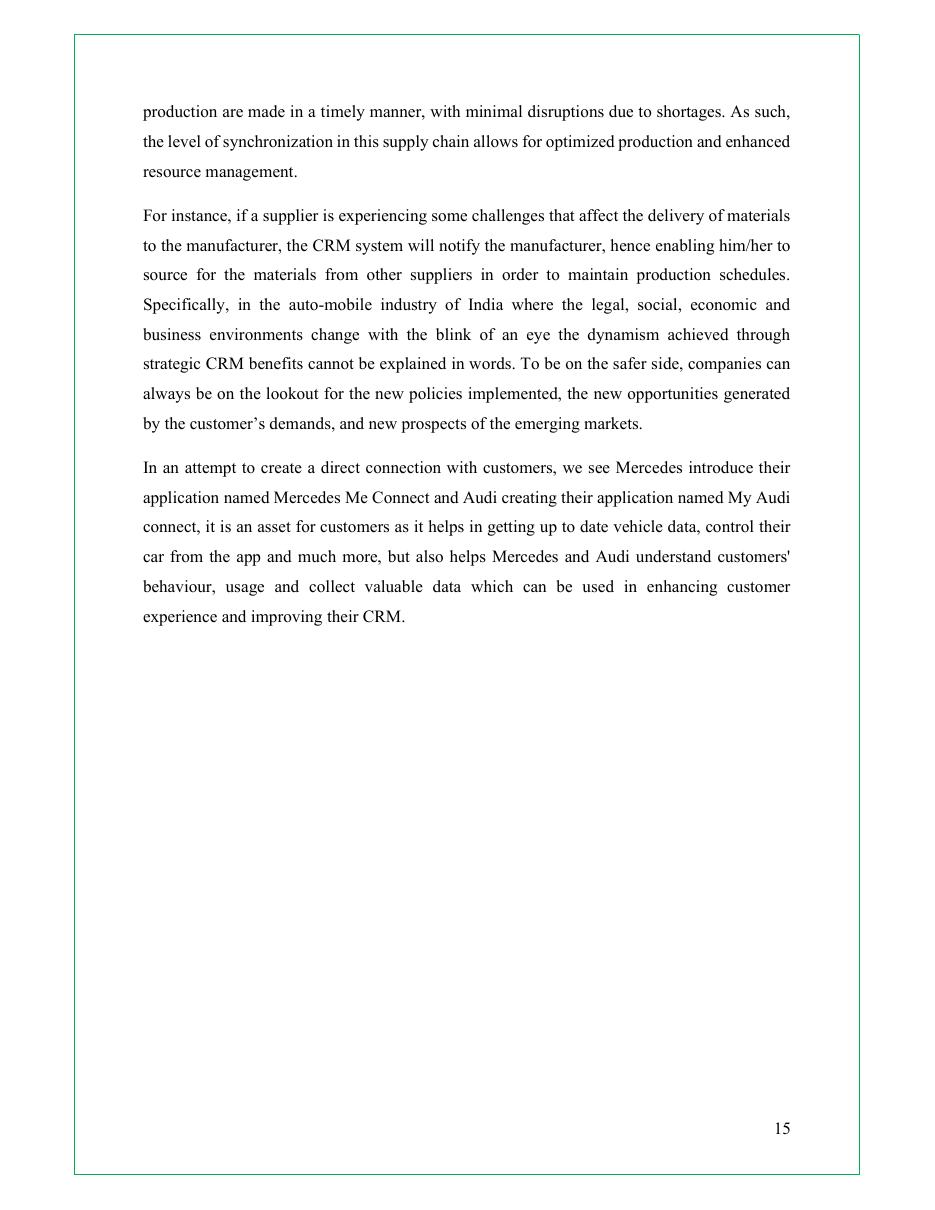 production are made in a timely manner, with minimal disruptions due to shortages. As such,
the level of synchronization in this supply chain allows for optimized production and enhanced
resource management.
For instance, if a supplier is experiencing some challenges that affect the delivery of materials
to the manufacturer, the CRM system will notify the manufacturer, hence enabling him/her to
source for the materials from other suppliers in order to maintain production schedules.
Specifically, in the auto-mobile industry of India where the legal, social, economic and
business environments change with the blink of an eye the dynamism achieved through
strategic CRM benefits cannot be explained in words. To be on the safer side, companies can
always be on the lookout for the new policies implemented, the new opportunities generated
by the customer’s demands, and new prospects of the emerging markets.
In an attempt to create a direct connection with customers, we see Mercedes introduce their
application named Mercedes Me Connect and Audi creating their application named My Audi
connect, it is an asset for customers as it helps in getting up to date vehicle data, control their
car from the app and much more, but also helps Mercedes and Audi understand customers'
behaviour, usage and collect valuable data which can be used in enhancing customer
experience and improving their CRM.
15